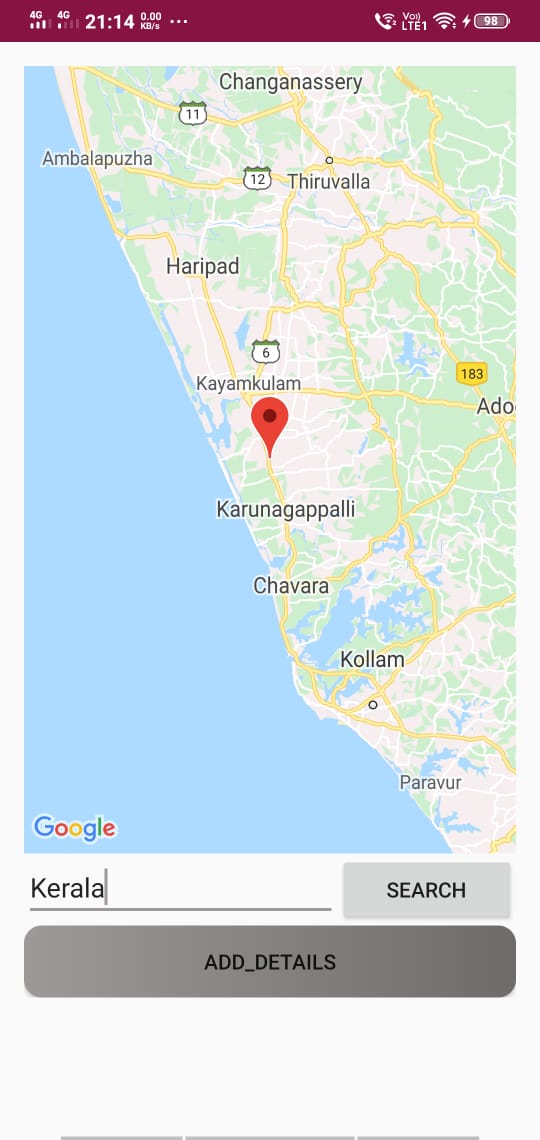 4G 4G 21:14 0.00 KB/s ... Vo)) LTE1 98
Changanassery
11
Ambalapuzha
12
Thiruvalla
Haripad
6
183
Kayamkulam
Ado
Karunagappalli
Chavara
Kollam
Paravur
Google
Kerala
SEARCH
ADD_DETAILS